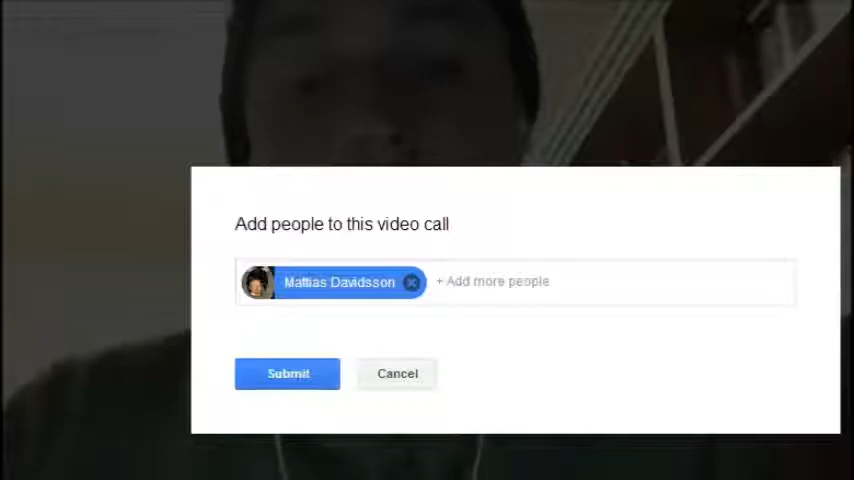 Add people to this video call
Mattias Davidsson + Add more people
Submit Cancel